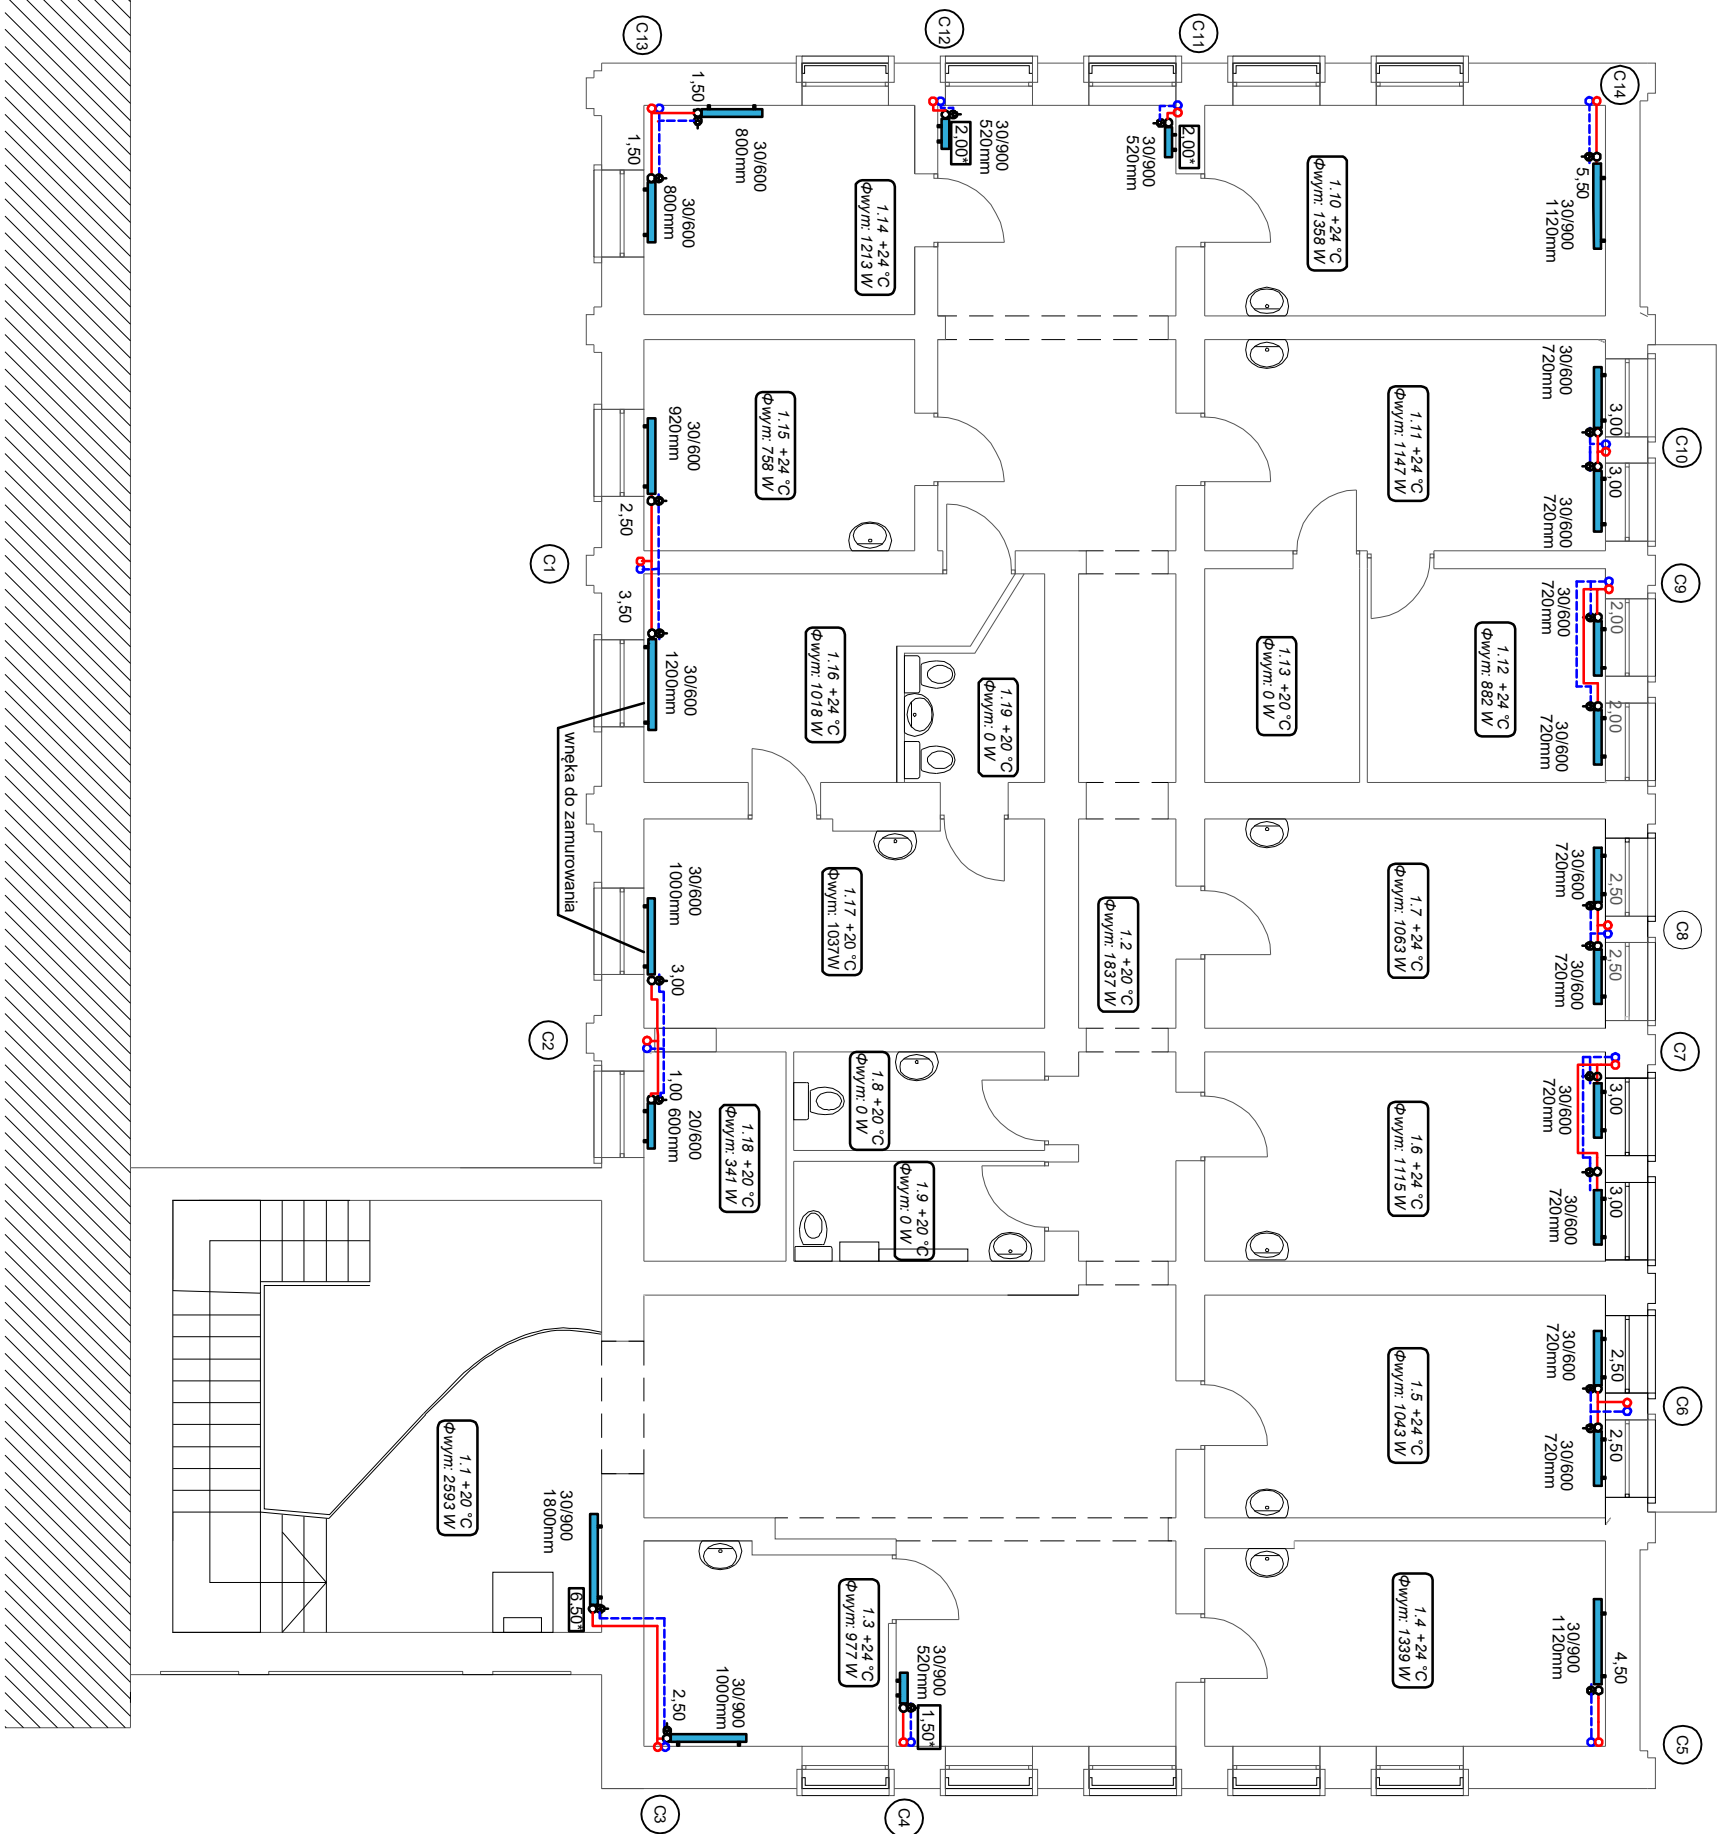 C13
C12
C11
C14
1,50
30/600
800mm
1,50
30/600
800mm
1.14 +24 °C
Φwym: 1213 W
2,00*
30/900
520mm
2,00*
30/900
520mm
1.10 +24 °C
Φwym: 1358 W
5,50
30/900
1120mm
30/600
920mm
2,50
1.15 +24 °C
Φwym: 758 W
1.11 +24 °C
Φwym: 1147 W
30/600
720mm
3,00
3,00
30/600
720mm
C10
C1
3,50
30/600
1200mm
1.16 +24 °C
Φwym: 1018 W
1.19 +20 °C
Φwym: 0 W
1.13 +20 °C
Φwym: 0 W
1.12 +24 °C
Φwym: 882 W
30/600
720mm
2,00
2,00
30/600
720mm
C9
wnęka do zamurowania
30/600
1000mm
3,00
1.17 +20 °C
Φwym: 1037W
1.2 +20 °C
Φwym: 1837 W
1.7 +24 °C
Φwym: 1063 W
30/600
720mm
2,50
2,50
30/600
720mm
C8
C2
1,00
20/600
600mm
1.18 +20 °C
Φwym: 341 W
1.8 +20 °C
Φwym: 0 W
1.9 +20 °C
Φwym: 0 W
1.6 +24 °C
Φwym: 1115 W
3,00
30/600
720mm
3,00
30/600
720mm
C7
1.5 +24 °C
Φwym: 1043 W
30/600
720mm
2,50
2,50
30/600
720mm
C6
1.1 +20 °C
Φwym: 2593 W
30/900
1800mm
6,50*
2,50
30/900
1000mm
1.3 +24 °C
Φwym: 977 W
30/900
520mm
1,50*
1.4 +24 °C
Φwym: 1339 W
30/900
1120mm
4,50
C5
C3
C4